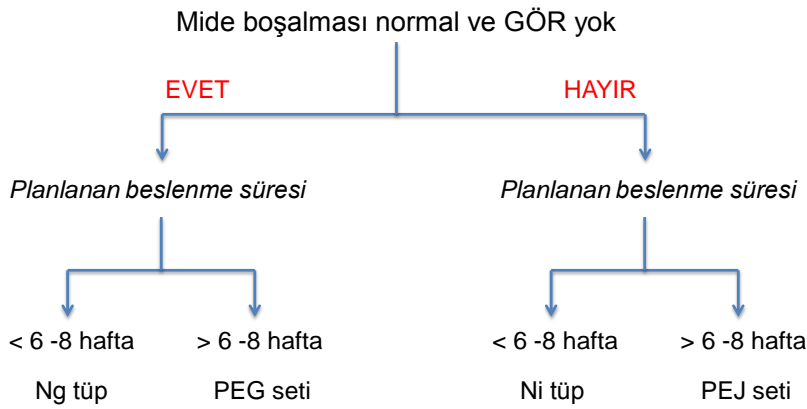 Mide boşalması normal ve GÖR yok
EVET
HAYIR
Planlanan beslenme süresi
Planlanan beslenme süresi
< 6 -8 hafta
> 6 -8 hafta
< 6 -8 hafta
> 6 -8 hafta
Ng tüp
PEG seti
Ni tüp
PEJ seti